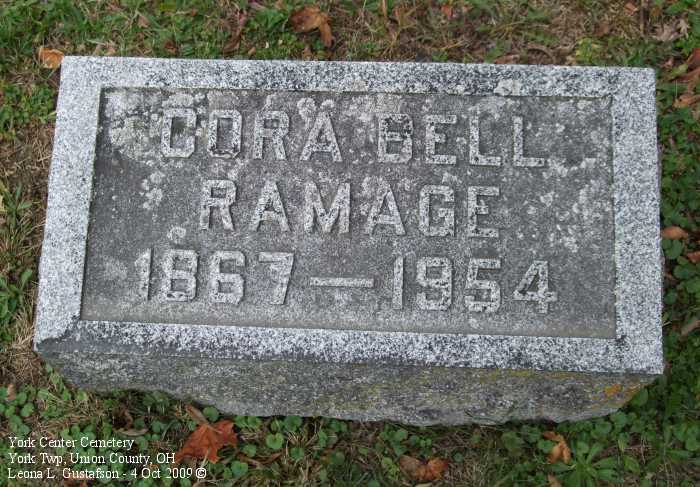 CORA BELL
RAMAGE
1867 — 1954
York Center Cemetery
York Twp, Union County, OH
Leona L. Gustafson - 4 Oct 2009 ©